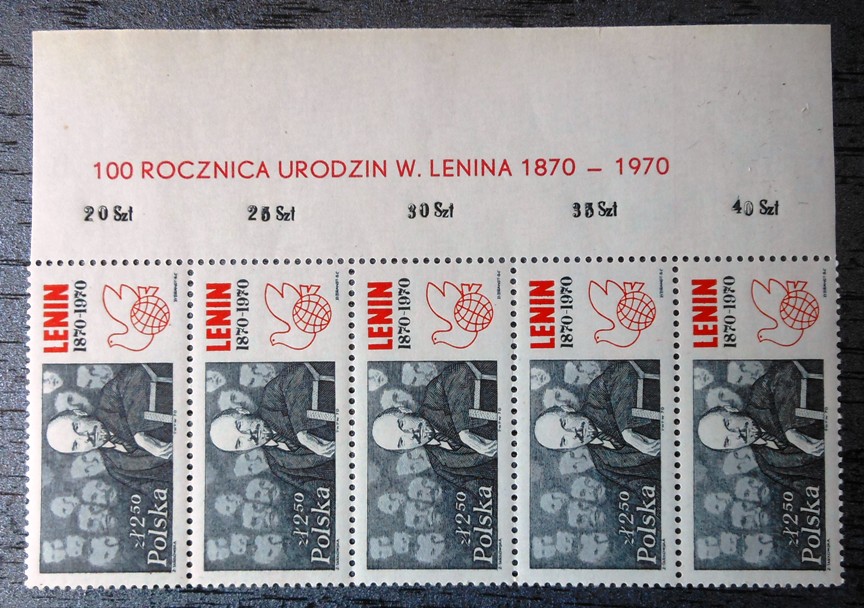 100 ROCZNICA URODZIN W. LENINA 1870 – 1970
20 Szt 25 Szt 30 Szt 35 Szt 40 Szt
LENIN
1870-1970
zł 2,50
Polska
LENIN
1870-1970
zł 2,50
Polska
LENIN
1870-1970
zł 2,50
Polska
LENIN
1870-1970
zł 2,50
Polska
LENIN
1870-1970
zł 2,50
Polska